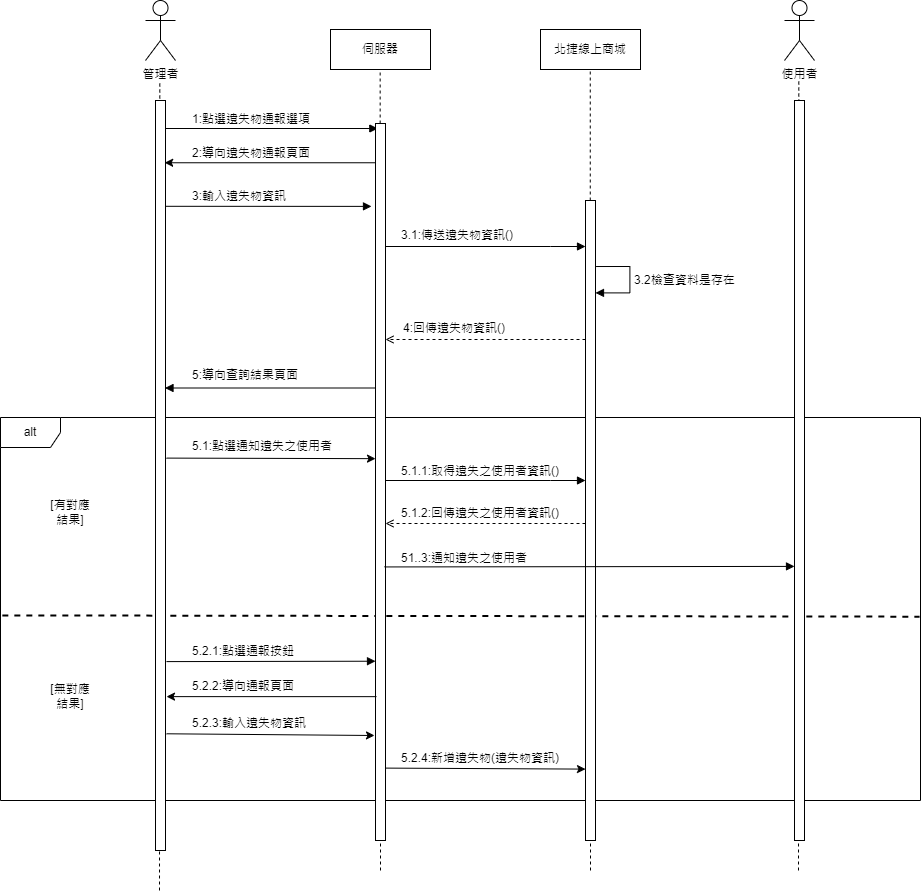 伺服器
北捷線上商城
管理者
使用者
1:點選遺失物通報選項
2:導向遺失物通報頁面
3:輸入遺失物資訊
3.1:傳送遺失物資訊()
3.2檢查資料是存在
4:回傳遺失物資訊()
5:導向查詢結果頁面
alt
5.1:點選通知遺失之使用者
5.1.1:取得遺失之使用者資訊()
[有對應
結果]
5.1.2:回傳遺失之使用者資訊()
51..3:通知遺失之使用者
5.2.1:點選通報按鈕
5.2.2:導向通報頁面
[無對應
結果]
5.2.3:輸入遺失物資訊
5.2.4:新增遺失物(遺失物資訊)